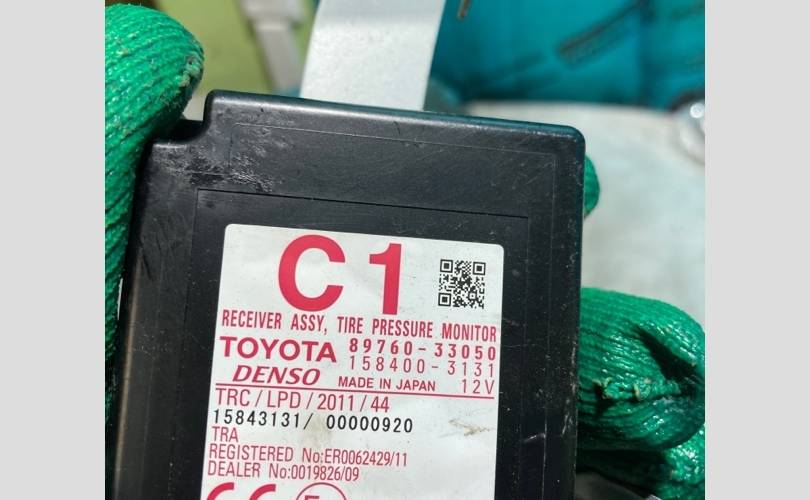 C1
RECEIVER ASSY, TIRE PRESSURE MONITOR
TOYOTA 89760-33050
158400-3131
DENSO MADE IN JAPAN 12V
TRC/LPD/2011/44
15843131/ 00000920
TRA
REGISTERED No:ER0062429/11
DEALER No:0019826/09